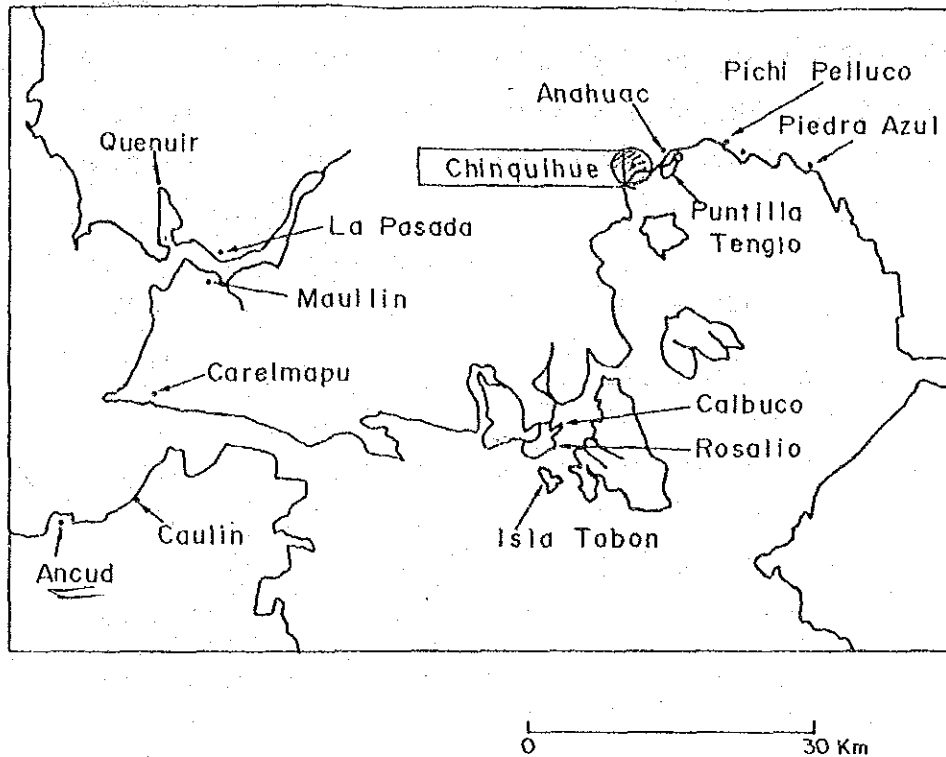 Pichi Pelluco
Anahuac
Piedra Azul
Quenuir
Chinquihue
Puntilla
Tenglo
La Pasada
Maullin
Carelmapu
Calbuco
Rosalio
Caulin
Isla Tabon
Ancud
0 30 Km